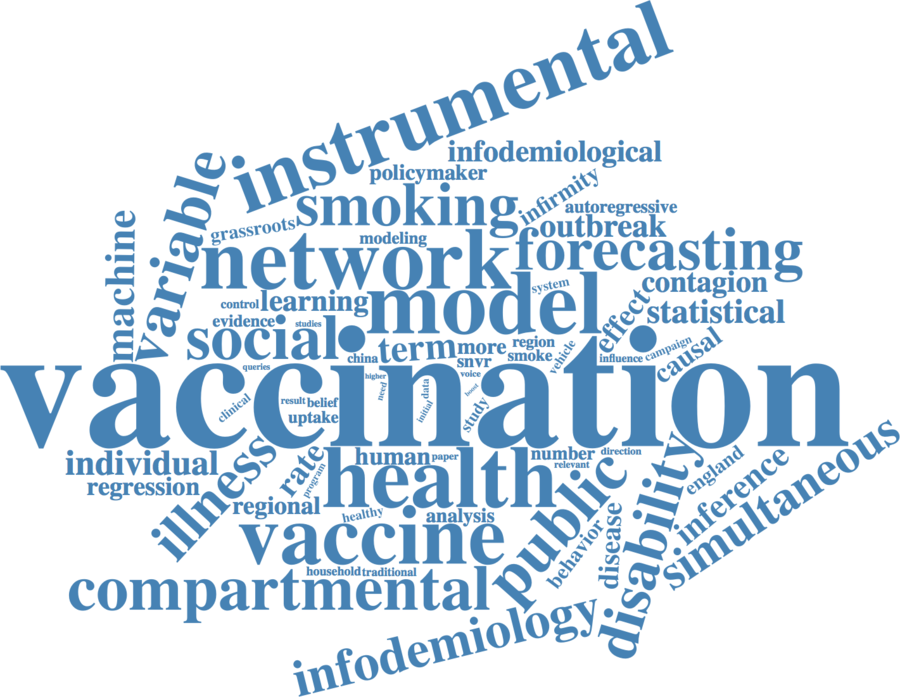 instrumental
infodemiological
policymaker
infirmity
variable
smoking
autoregressive
grassroots
outbreak
machine
modeling
network
forecasting
contagion
system
control
learning
model
effect
statistical
evidence
studies
social
term
more
region
vehicle
campaign
causal
china
snvr
smoke
influence
queries
voice
higher
need
data
boost
vaccination
clinical
result
belief
initial
study
uptake
individual
human
paper
number
direction
relevant
regression
illness
rate
program
health
public
disability
england
inference
simultaneous
regional
healthy
analysis
vaccine
behavior
disease
household
traditional
compartmental
infodemiology